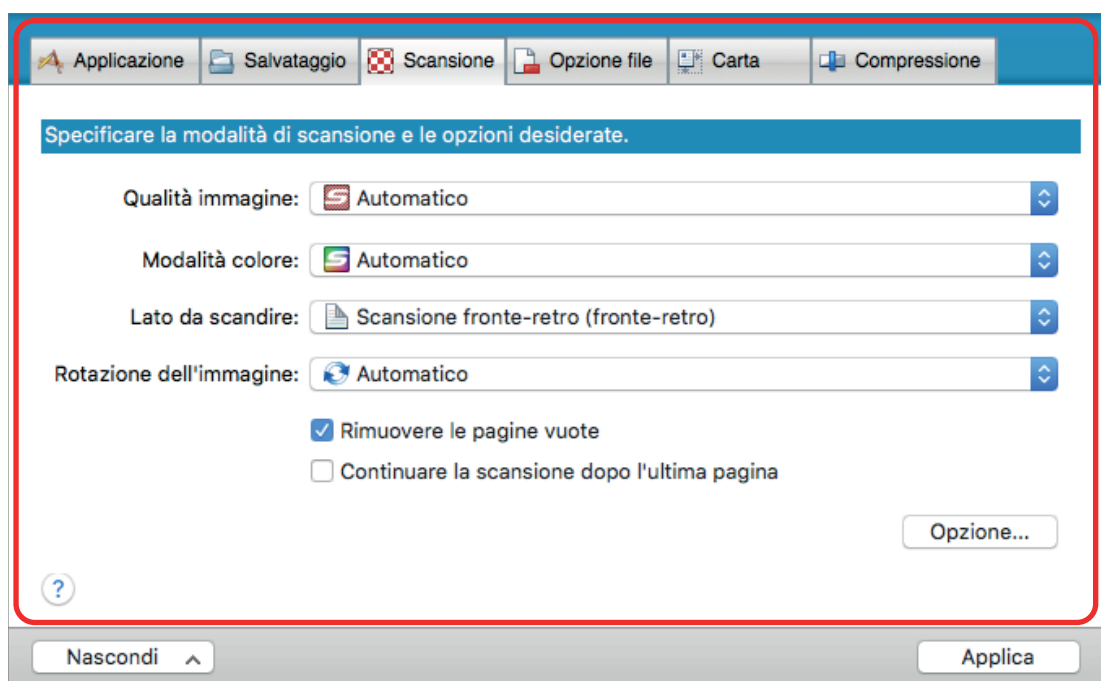 Applicazione Salvataggio Scansione Opzione file Carta Compressione
Specificare la modalità di scansione e le opzioni desiderate.
Qualità immagine: Automatico
Modalità colore: Automatico
Lato da scandire: Scansione fronte-retro (fronte-retro)
Rotazione dell'immagine: Automatico
Rimuovere le pagine vuote
Continuare la scansione dopo l'ultima pagina
Opzione...
?
Nascondi Applica